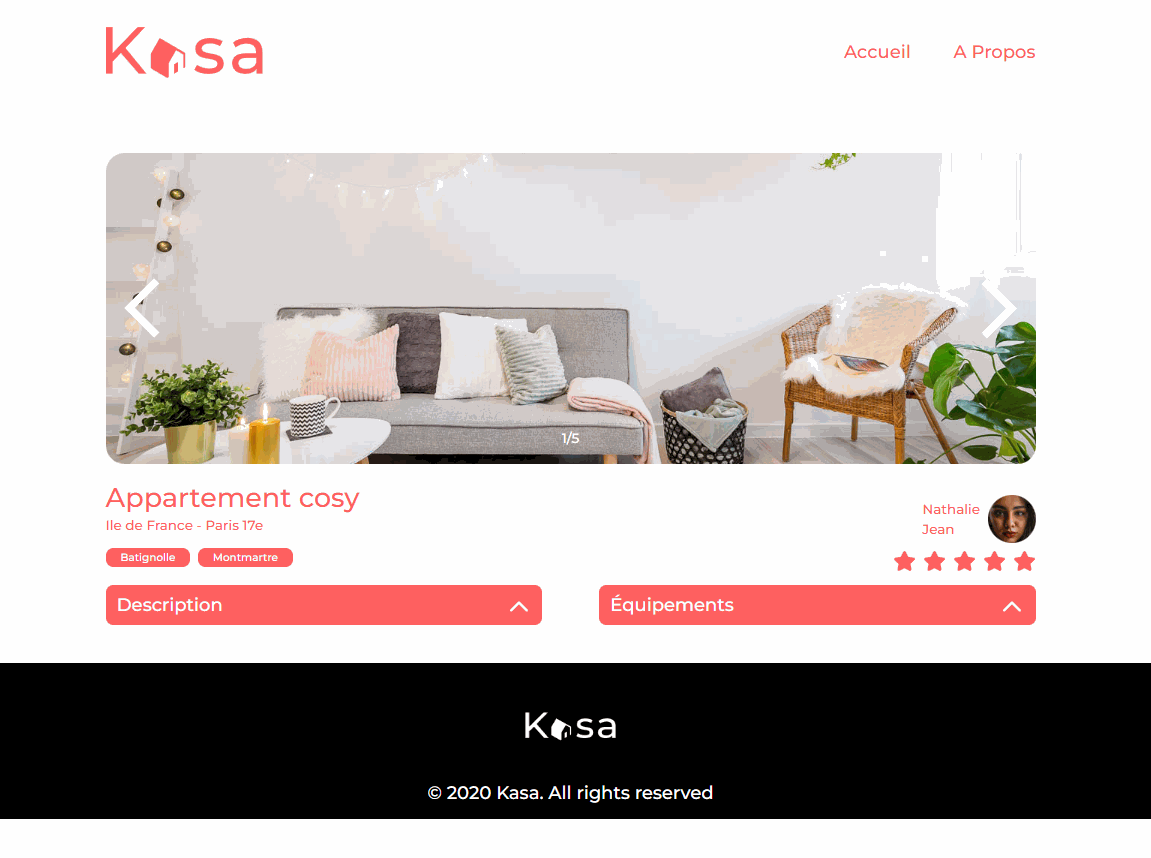 Kasa
Accueil
A Propos
1/5
Appartement cosy
Ile de France - Paris 17e
Batignolle
Montmartre
Nathalie
Jean
Description
Équipements
Kasa
© 2020 Kasa. All rights reserved